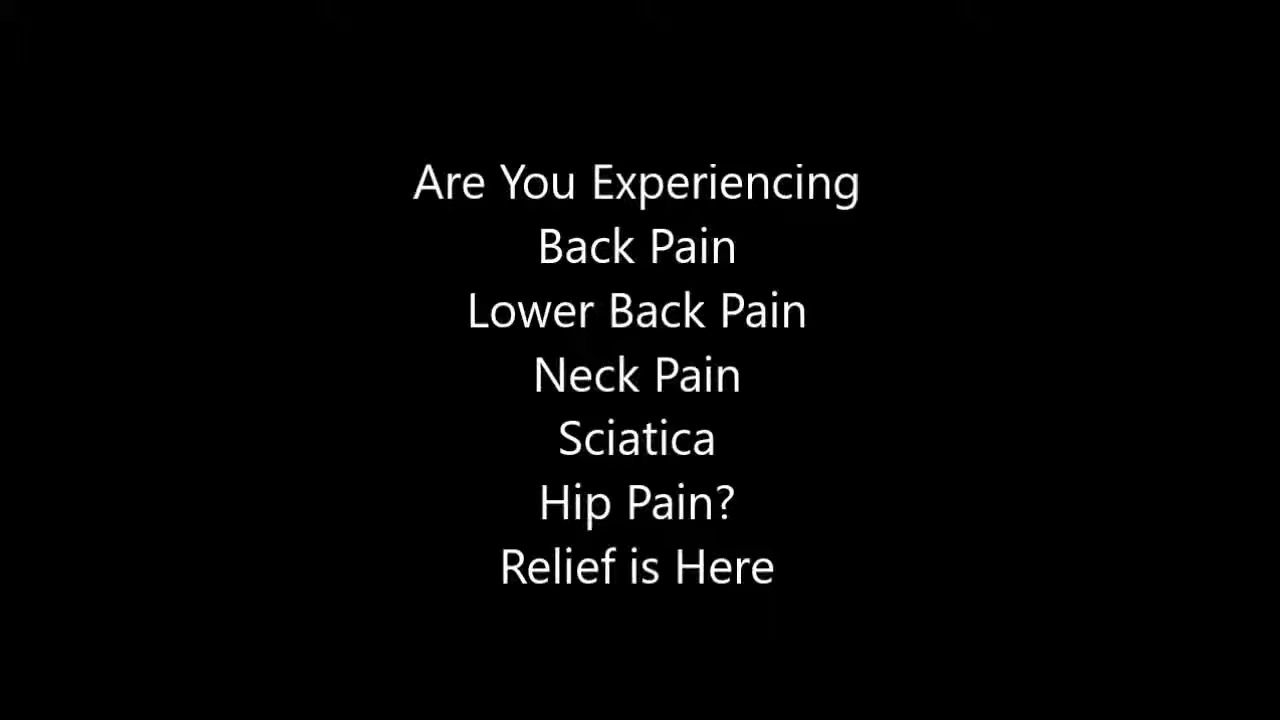 Are You Experiencing
Back Pain
Lower Back Pain
Neck Pain
Sciatica
Hip Pain?
Relief is Here